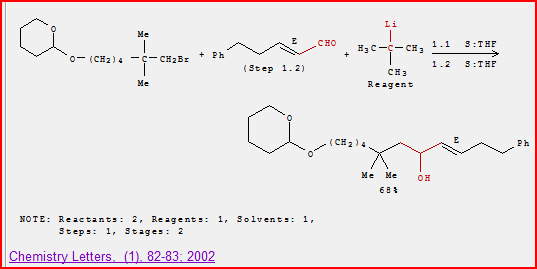 Li
O
Me
E
CHO
O
(CH2)4
C
CH2Br
+
Ph
+
H3C
C
CH3
1.1 S:THF
Me
(Step 1.2)
CH3
1.2 S:THF
Reagent
O
O
(CH2)4
E
Ph
Me
Me
OH
68%
NOTE: Reactants: 2, Reagents: 1, Solvents: 1,
Steps: 1, Stages: 2
Chemistry Letters, (1), 82-83; 2002